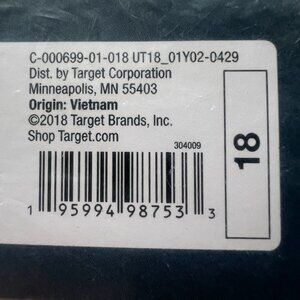 C-000699-01-018 UT18_01Y02-0429
Dist. by Target Corporation
Minneapolis, MN 55403
Origin: Vietnam
©2018 Target Brands, Inc.
Shop Target.com
304009
18
1 95994 98753 3